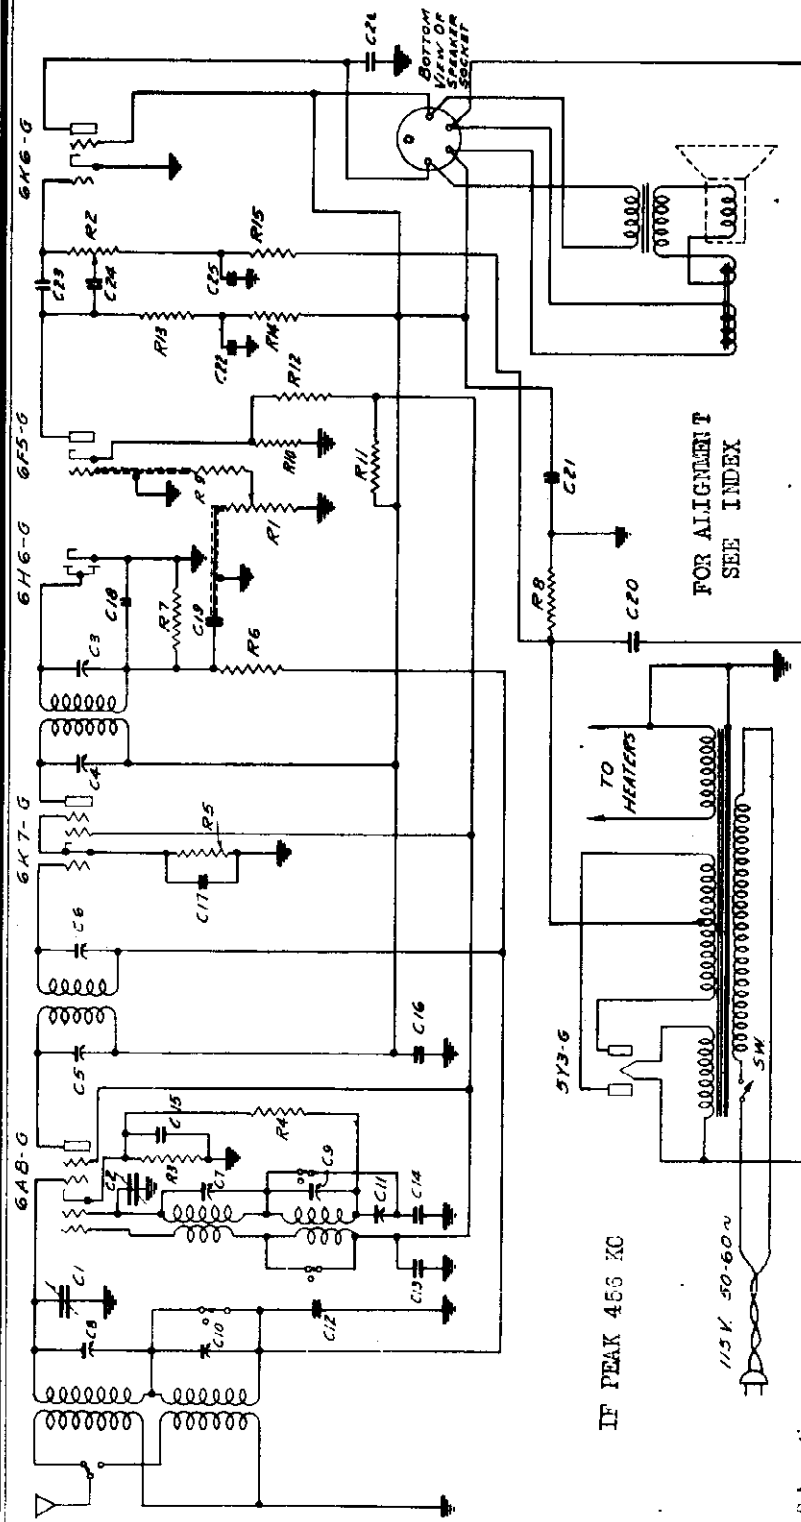 6A8-G
6K7-G
6H6-G
6F5-G
6K6-G
C8
C1
C10
C12
C2
R3
C15
C7
R4
C9
C11
C14
C13
C5
C16
C6
C17
R5
C4
C3
C18
R7
C19
R6
R9
R1
R10
R12
R11
R13
C22
R14
C23
C24
R2
C25
R15
C26
BOTTOM
VIEW OF
SPEAKER
SOCKET
IF PEAK 456 KC
115 V. 50-60~
SW
5Y3-G
TO
HEATERS
R8
C20
C21
FOR ALIGNMENT
SEE INDEX